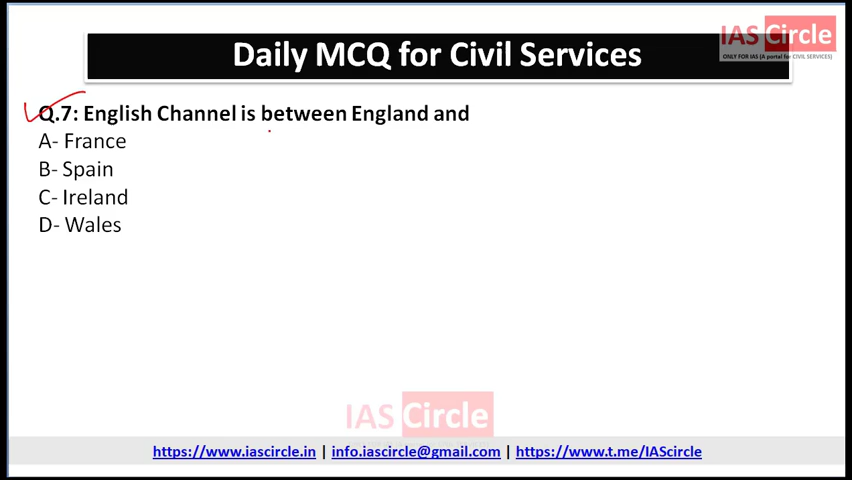 IAS Circle
ONLY FOR IAS (A portal for CIVIL SERVICES)
Daily MCQ for Civil Services
Q.7: English Channel is between England and
A- France
B- Spain
C- Ireland
D- Wales
IAS Circle
https://www.iascircle.in | info.iascircle@gmail.com | https://www.t.me/IAScircle